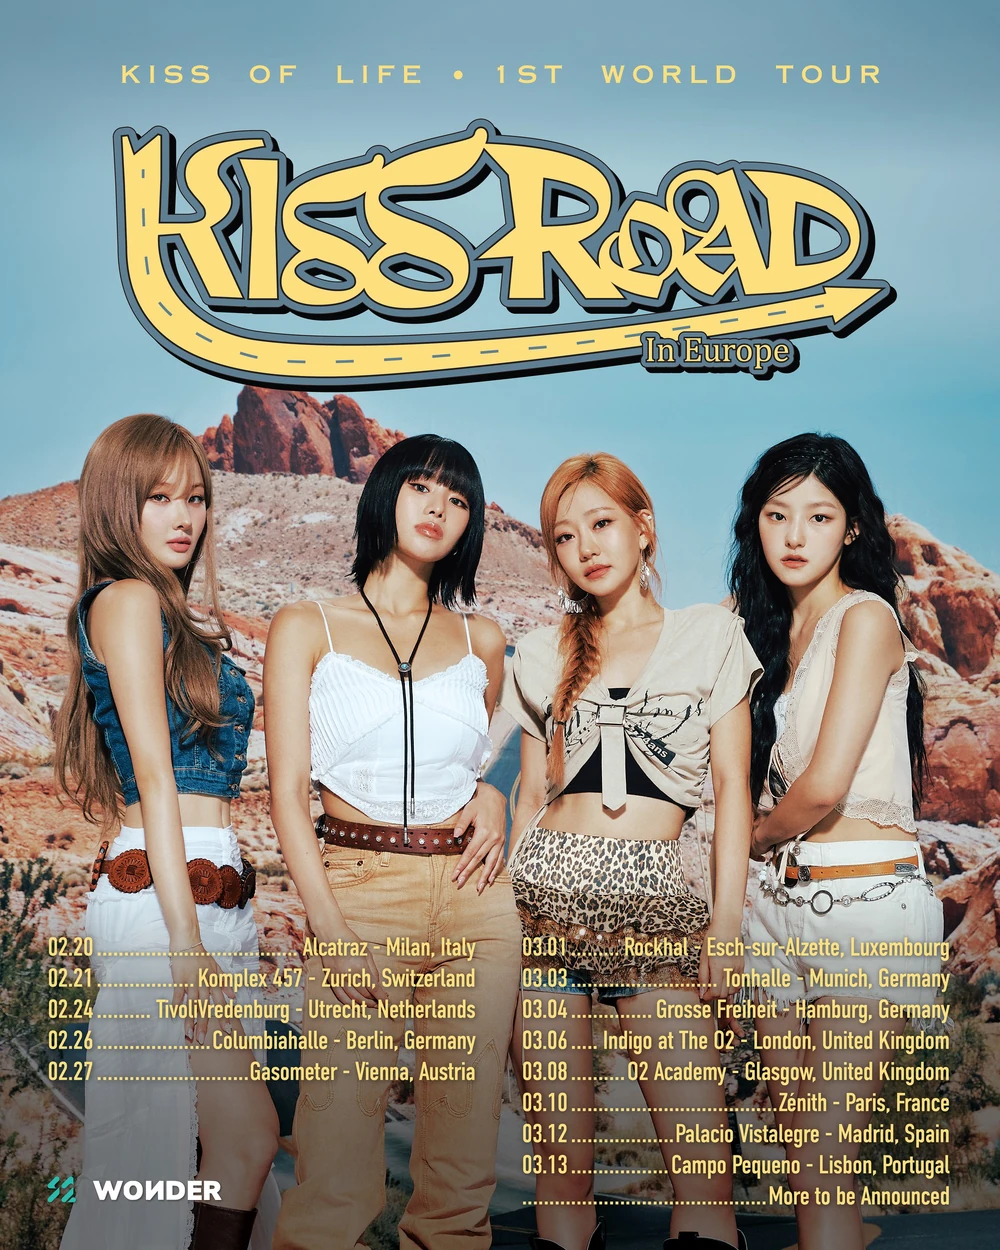 KISS OF LIFE • 1ST WORLD TOUR
KISS ROAD
In Europe
02.20 Alcatraz - Milan, Italy
02.21 Komplex 457 - Zurich, Switzerland
02.24 TivoliVredenburg - Utrecht, Netherlands
02.26 Columbiahalle - Berlin, Germany
02.27 Gasometer - Vienna, Austria
03.01 Rockhal - Esch-sur-Alzette, Luxembourg
03.03 Tonhalle - Munich, Germany
03.04 Grosse Freiheit - Hamburg, Germany
03.06 Indigo at The O2 - London, United Kingdom
03.08 O2 Academy - Glasgow, United Kingdom
03.10 Zénith - Paris, France
03.12 Palacio Vistalegre - Madrid, Spain
03.13 Campo Pequeno - Lisbon, Portugal
More to be Announced
WOИDER